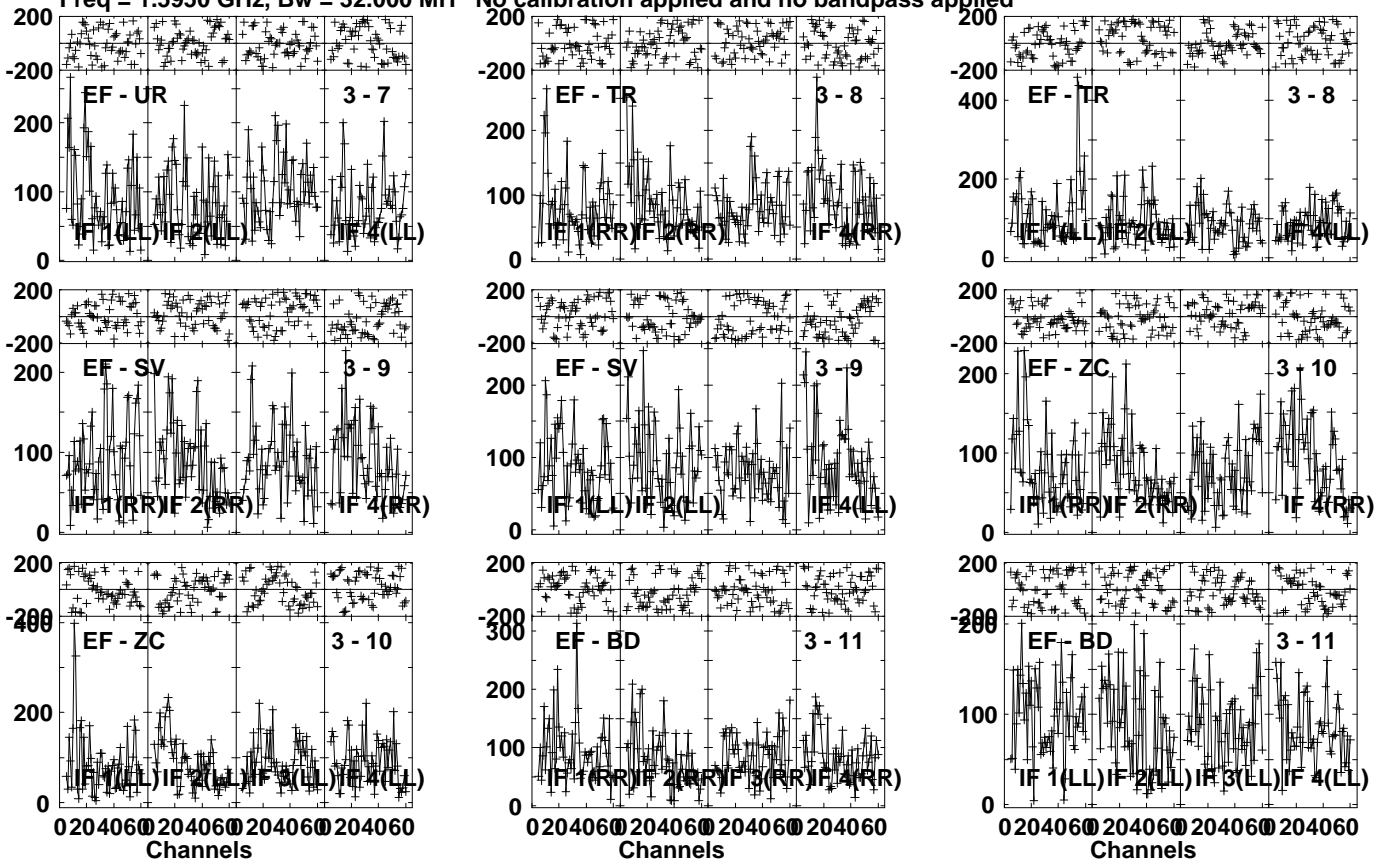 Freq = 1.5950 GHz, Bw = 32.000 MH No calibration applied and no bandpass applied
200 200 200
-200 -200 -200
EF - UR 3 - 7 EF - TR 3 - 8 EF - TR 3 - 8
400
200 200
200
100 100
IF 1(LL) IF 2(LL) IF 4(LL) IF 1(RR) IF 2(RR) IF 4(RR) IF 1(LL) IF 2(LL) IF 4(LL)
0 0 0
200 200 200
-200 -200 -200
EF - SV 3 - 9 EF - SV 3 - 9 EF - ZC 3 - 10
200 200 200
100 100 100
IF 1(RR) IF 2(RR) IF 4(RR) IF 1(LL) IF 2(LL) IF 4(LL) IF 1(RR) IF 2(RR) IF 4(RR)
0 0 0
200 200 200
-200 -200 -200
400 300 200
EF - ZC 3 - 10 EF - BD 3 - 11 EF - BD 3 - 11
200 200
100 100
IF 1(LL) IF 2(LL) IF 3(LL) IF 4(LL) IF 1(RR) IF 2(RR) IF 3(RR) IF 4(RR) IF 1(LL) IF 2(LL) IF 3(LL) IF 4(LL)
0 0 0
0 20 40 60 0 20 40 60 0 20 40 60 0 20 40 60 0 20 40 60 0 20 40 60 0 20 40 60 0 20 40 60 0 20 40 60 0 20 40 60 0 20 40 60 0 20 40 60
Channels Channels Channels